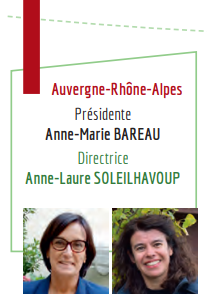 Auvergne-Rhône-Alpes
Présidente
Anne-Marie BAREAU
Directrice
Anne-Laure SOLEILHAVOUP